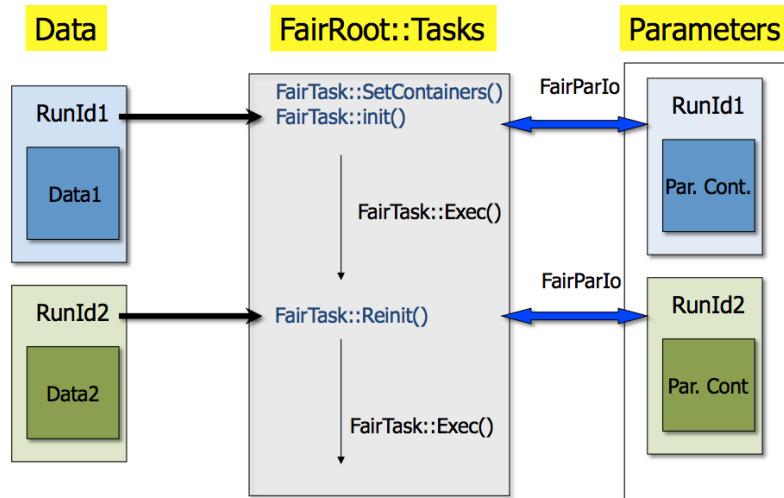 Data
FairRoot::Tasks
Parameters
RunId1
Data1
FairTask::SetContainers()
FairTask::init()
FairParIo
RunId1
Par. Cont.
FairTask::Exec()
RunId2
Data2
FairTask::Reinit()
FairParIo
RunId2
Par. Cont
FairTask::Exec()